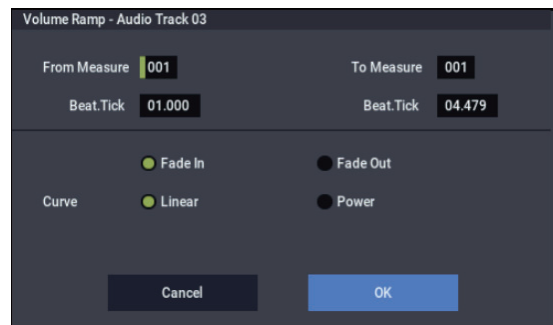 Volume Ramp - Audio Track 03
From Measure 001 To Measure 001
Beat.Tick 01.000 Beat.Tick 04.479
Fade In Fade Out
Curve Linear Power
Cancel OK